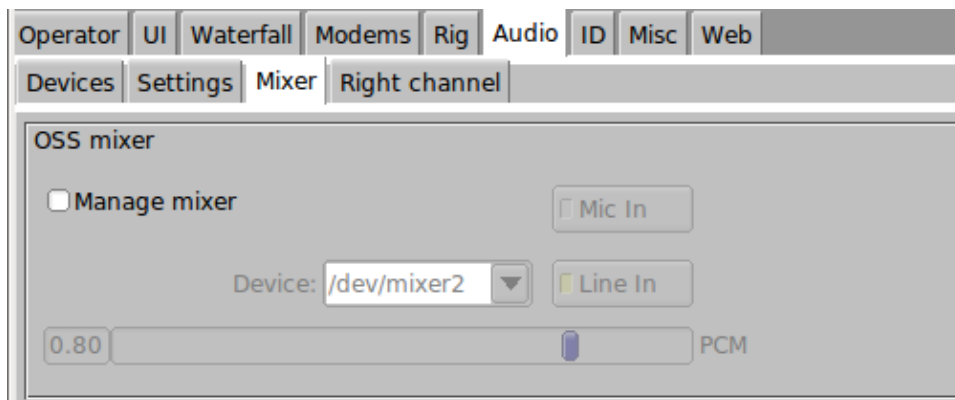 Operator UI Waterfall Modems Rig Audio ID Misc Web
Devices Settings Mixer Right channel
OSS mixer
Manage mixer Mic In
Device: /dev/mixer2 Line In
0.80 PCM